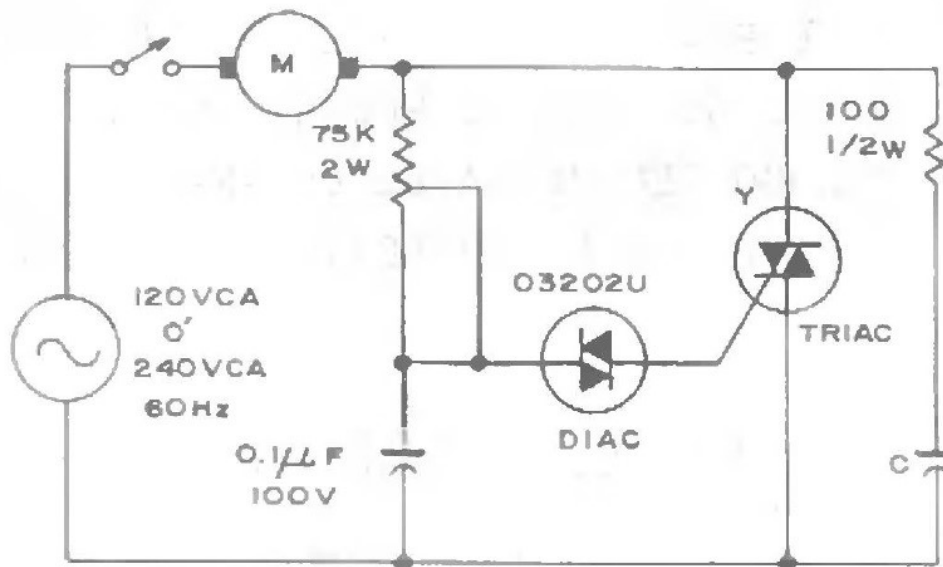 M
75K
2W
100
1/2W
Y
03202U
120VCA
O'
240VCA
60Hz
TRIAC
DIAC
0.1µF
100V
C